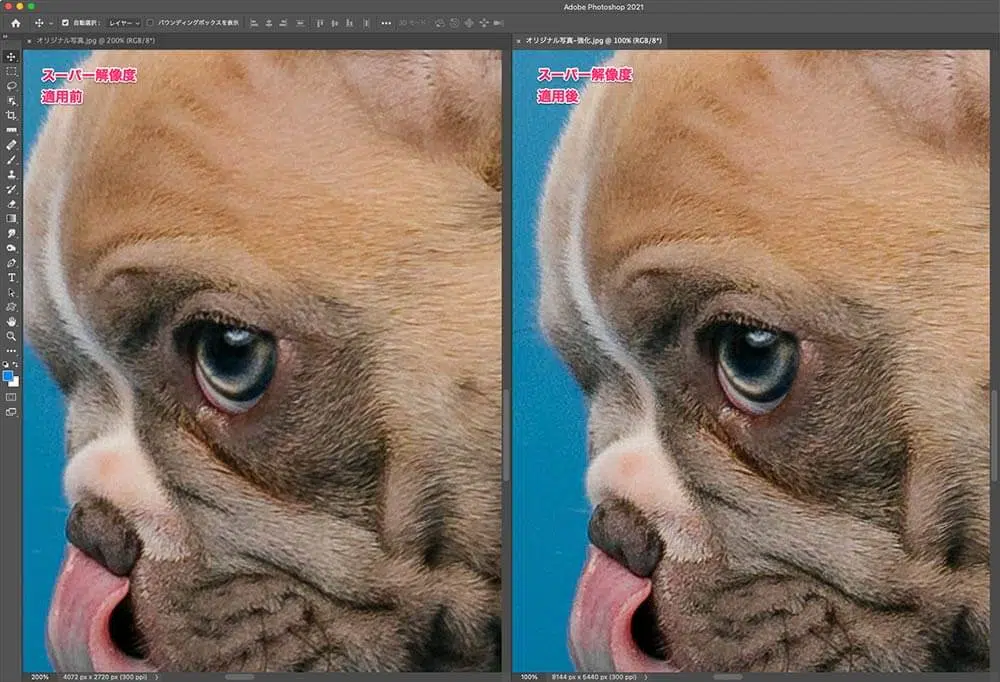 Adobe Photoshop 2021
自動選択： レイヤー バウンディングボックスを表示
オリジナル写真.jpg @ 200% (RGB/8*)
オリジナル写真-強化.jpg @ 100% (RGB/8*)
スーパー解像度
適用前
スーパー解像度
適用後
200% 4072 px x 2720 px (300 ppi)
100% 8144 px x 5440 px (300 ppi)